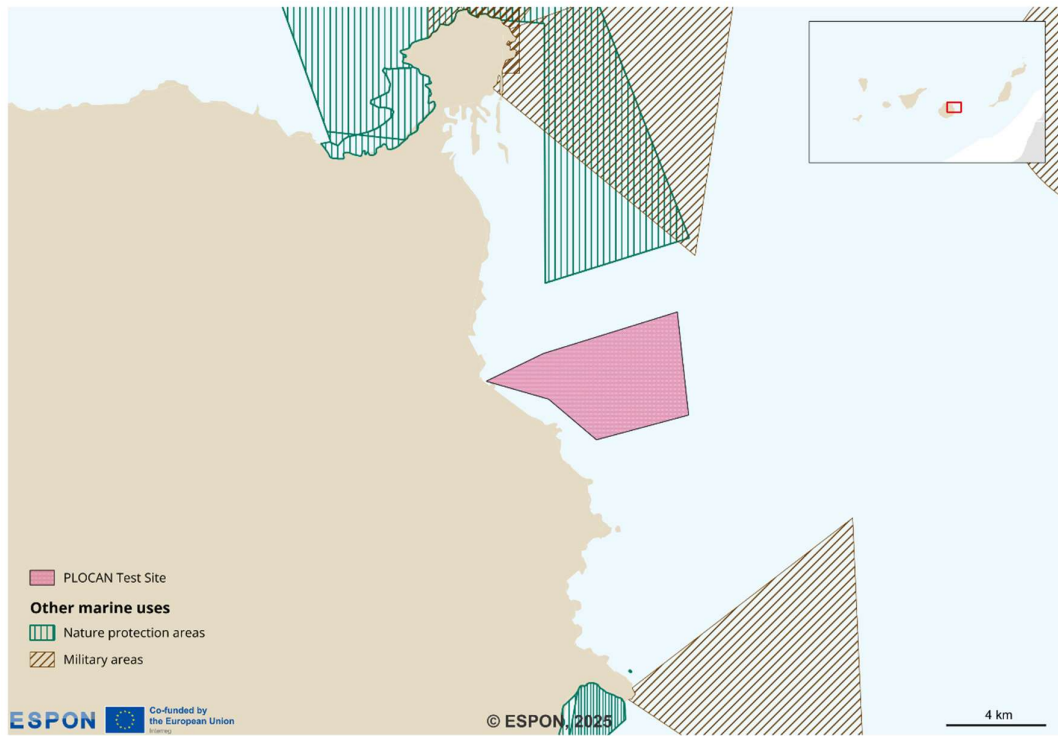 PLOCAN Test Site
Other marine uses
Nature protection areas
Military areas
ESPON
Co-funded by
the European Union
Interreg
© ESPON, 2025
4 km